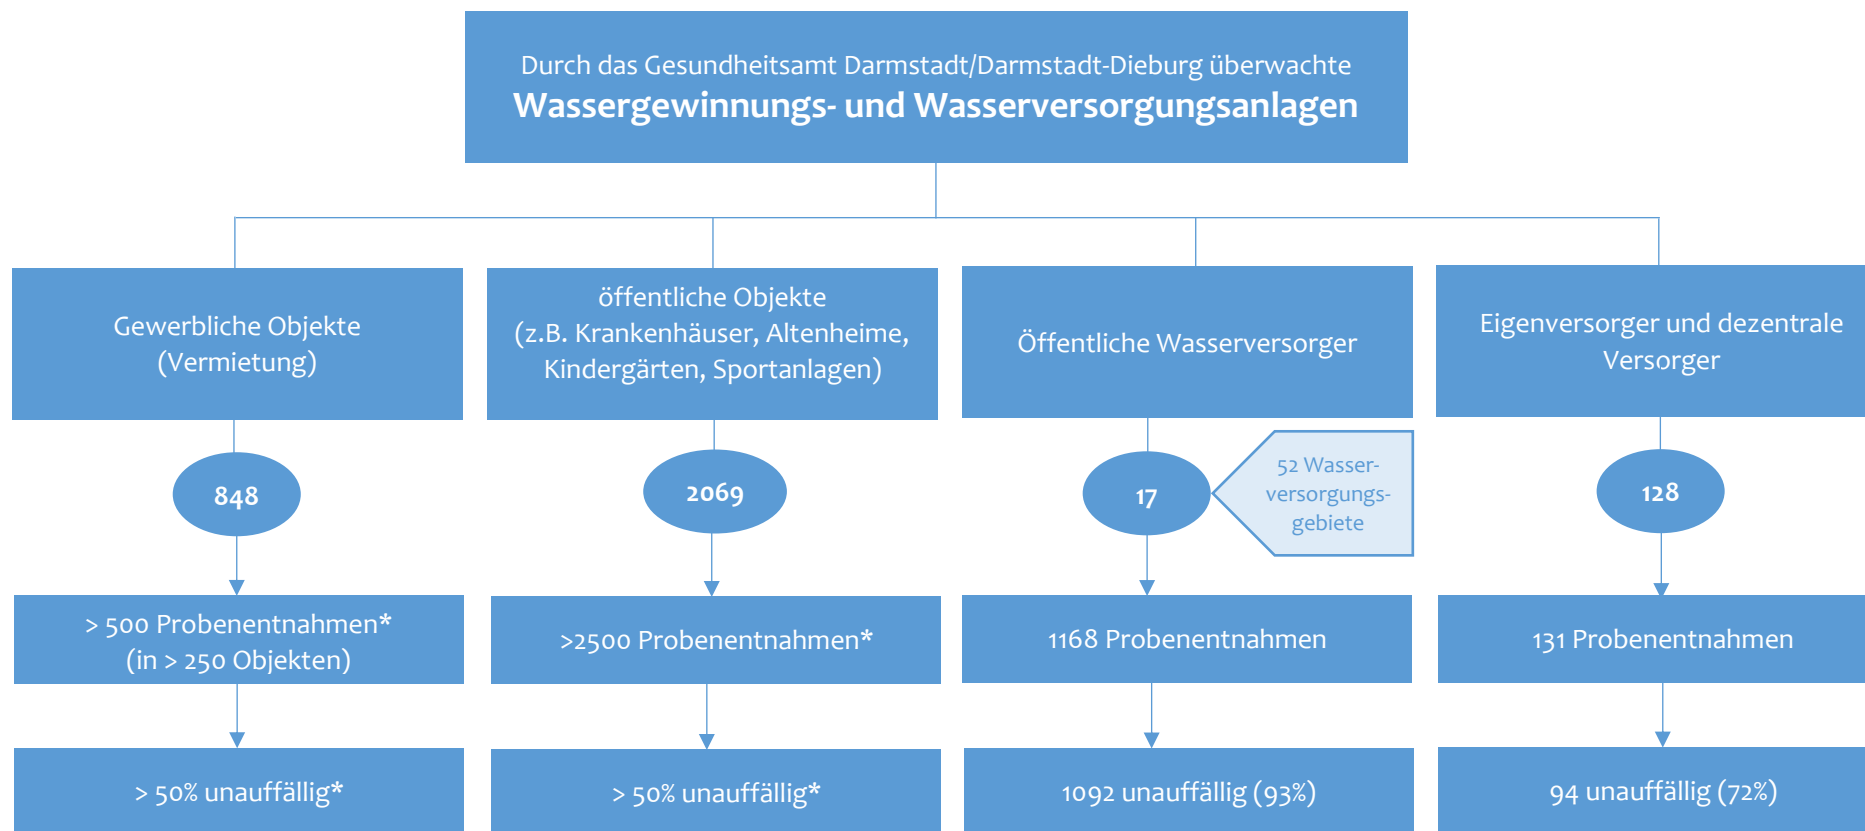 Durch das Gesundheitsamt Darmstadt/Darmstadt-Dieburg überwachte
Wassergewinnungs- und Wasserversorgungsanlagen
Gewerbliche Objekte
(Vermietung)
848
> 500 Probenentnahmen*
(in > 250 Objekten)
> 50% unauffällig*
öffentliche Objekte
(z.B. Krankenhäuser, Altenheime,
Kindergärten, Sportanlagen)
2069
>2500 Probenentnahmen*
> 50% unauffällig*
Öffentliche Wasserversorger
17
52 Wasser-
versorgungs-
gebiete
1168 Probenentnahmen
1092 unauffällig (93%)
Eigenversorger und dezentrale
Versorger
128
131 Probenentnahmen
94 unauffällig (72%)